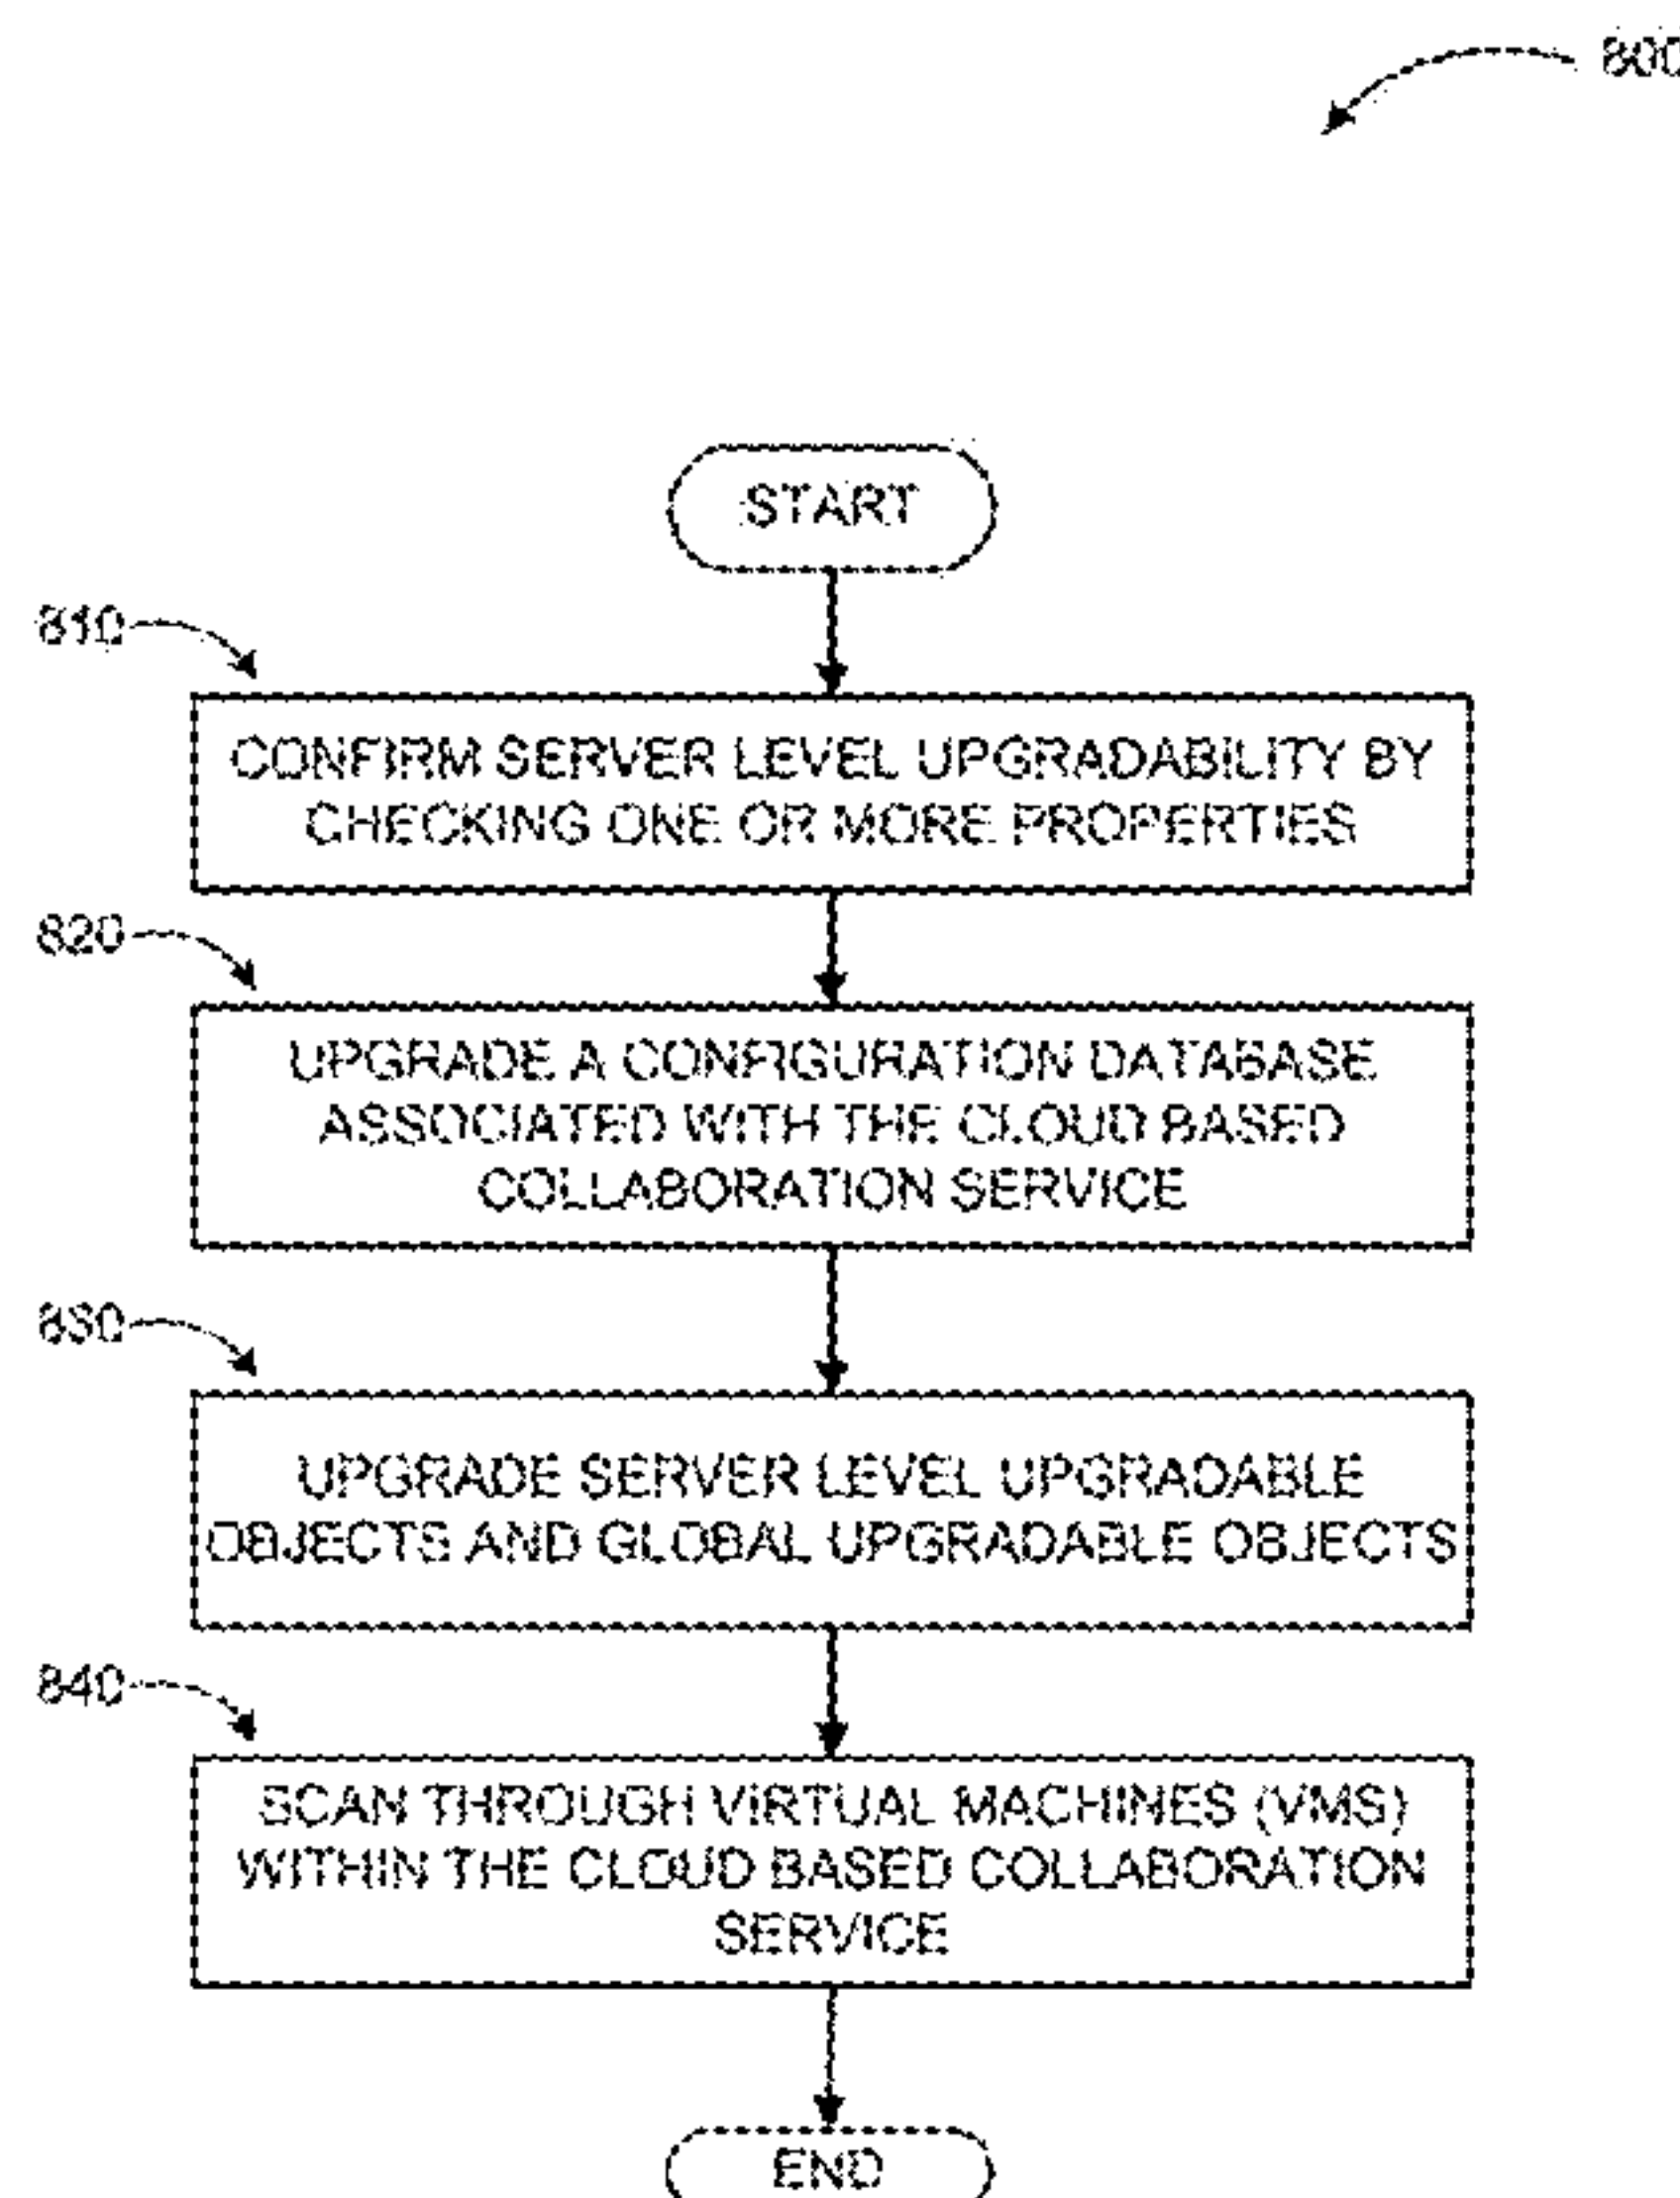 800
START
810
CONFIRM SERVER LEVEL UPGRADABILITY BY
CHECKING ONE OR MORE PROPERTIES
820
UPGRADE A CONFIGURATION DATABASE
ASSOCIATED WITH THE CLOUD BASED
COLLABORATION SERVICE
830
UPGRADE SERVER LEVEL UPGRADABLE
OBJECTS AND GLOBAL UPGRADABLE OBJECTS
840
SCAN THROUGH VIRTUAL MACHINES (VMS)
WITHIN THE CLOUD BASED COLLABORATION
SERVICE
END